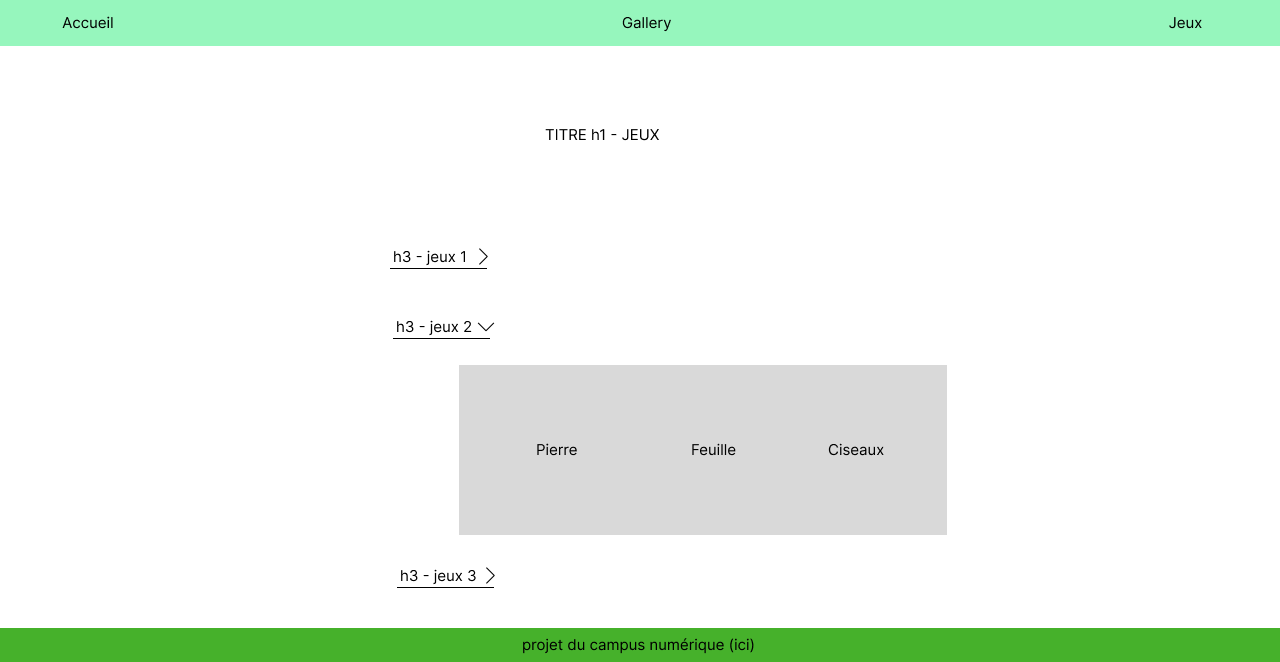 Accueil Gallery Jeux
TITRE h1 - JEUX
h3 - jeux 1
h3 - jeux 2
Pierre Feuille Ciseaux
h3 - jeux 3
projet du campus numérique (ici)